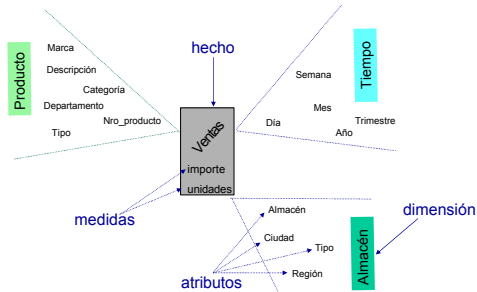 Producto
Marca
Descripción
Categoría
Departamento
Nro_producto
Tipo
hecho
Ventas
importe
unidades
Tiempo
Semana
Mes
Día
Trimestre
Año
medidas
atributos
Almacén
Ciudad
Tipo
Región
Almacén
dimensión